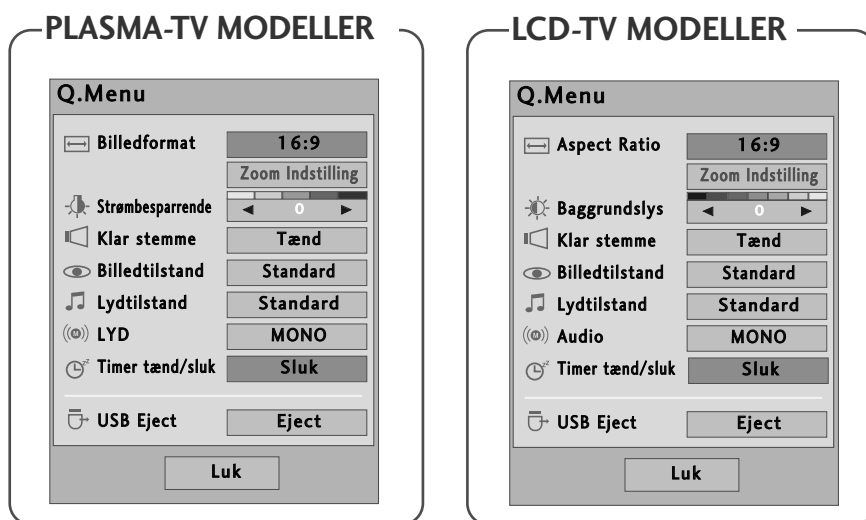 PLASMA-TV MODELLER
Q.Menu
Billedformat 16:9
Zoom Indstilling
Strømbesparrende ◄ 0 ►
Klar stemme Tænd
Billedtilstand Standard
Lydtilstand Standard
LYD MONO
Timer tænd/sluk Sluk
USB Eject Eject
Luk
LCD-TV MODELLER
Q.Menu
Aspect Ratio 16:9
Zoom Indstilling
Baggrundslys ◄ 0 ►
Klar stemme Tænd
Billedtilstand Standard
Lydtilstand Standard
Audio MONO
Timer tænd/sluk Sluk
USB Eject Eject
Luk